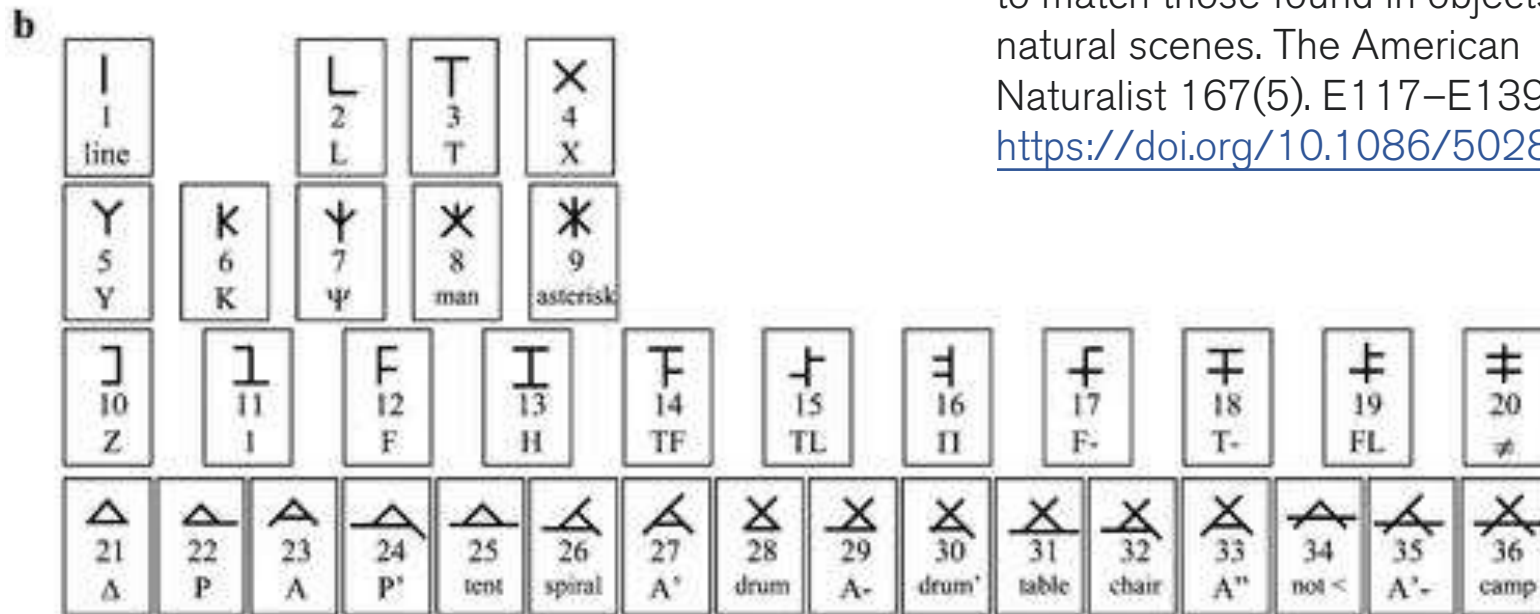 to match those found in objects
natural scenes. The American
Naturalist 167(5). E117–E139
https://doi.org/10.1086/5028
b
1 2 3 4
line L T X
5 6 7 8 9
Y K Ψ man asterisk
10 11 12 13 14 15 16 17 18 19 20
Z I F H TF TL Π F- T- FL ≠
21 22 23 24 25 26 27 28 29 30 31 32 33 34 35 36
Δ P A P' tent spiral A' drum A- drum' table chair A" not < A'- camp